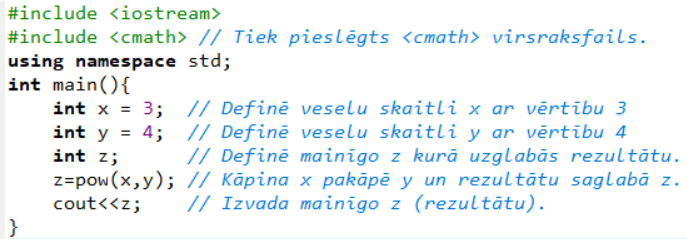 #include <iostream>
#include <cmath> // Tiek pieslēgts <cmath> virsraksfails.
using namespace std;
int main(){
    int x = 3;  // Definē veselu skaitli x ar vērtību 3
    int y = 4;  // Definē veselu skaitli y ar vērtību 4
    int z;      // Definē mainīgo z kurā uzglabās rezultātu.
    z=pow(x,y); // Kāpina x pakāpē y un rezultātu saglabā z.
    cout<<z;    // Izvada mainīgo z (rezultātu).
}